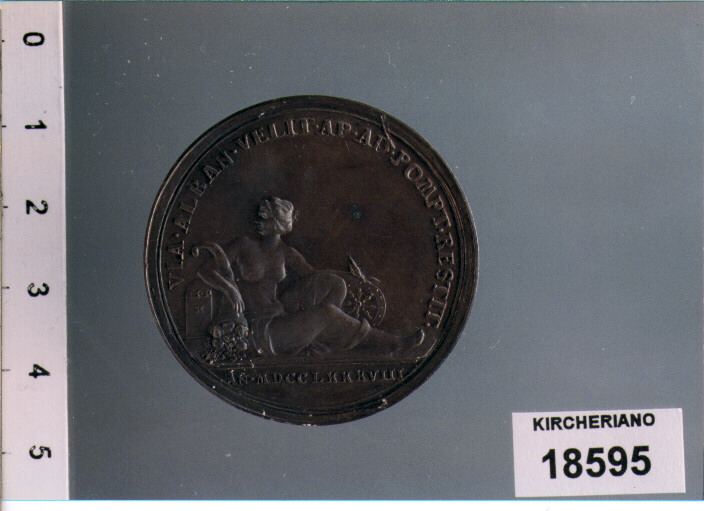 0
1
2
3
4
5
VIA·ALBAN·VELIT·AP·AD·POMPT·RESTIT·
AN·MDCCLXXXVIII
KIRCHERIANO
18595